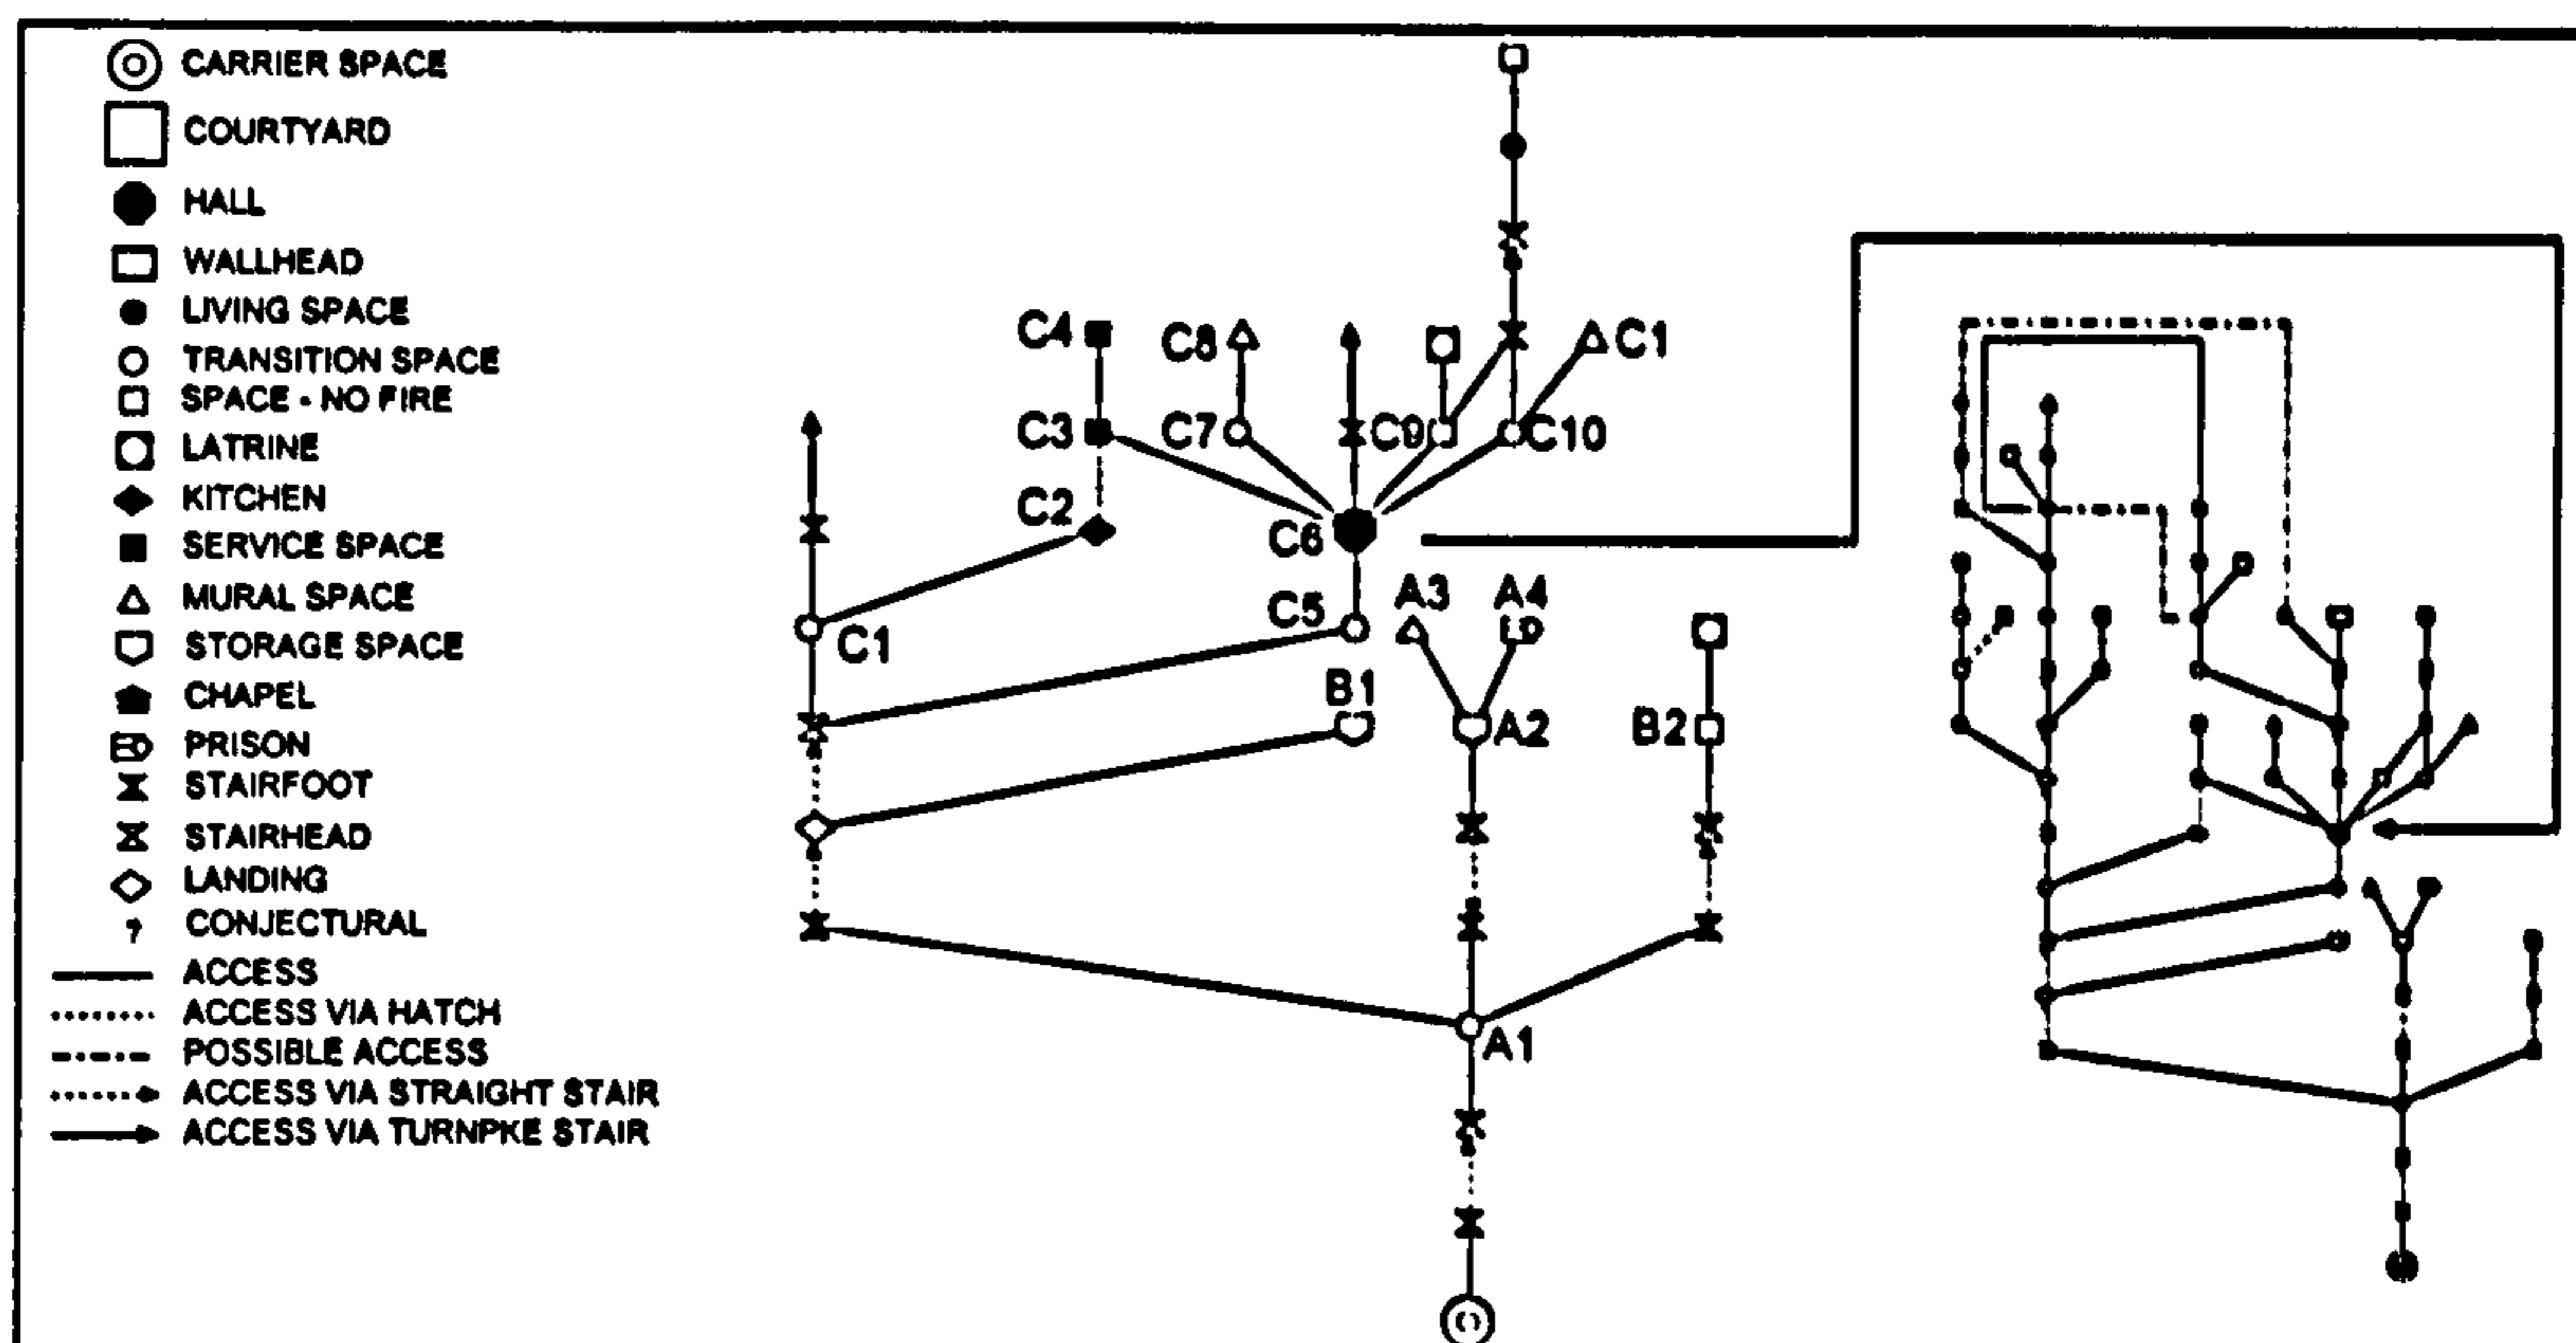 CARRIER SPACE
COURTYARD
HALL
WALLHEAD
LIVING SPACE
TRANSITION SPACE
SPACE - NO FIRE
LATRINE
KITCHEN
SERVICE SPACE
MURAL SPACE
STORAGE SPACE
CHAPEL
PRISON
STAIRFOOT
STAIRHEAD
LANDING
? CONJECTURAL
ACCESS
ACCESS VIA HATCH
POSSIBLE ACCESS
ACCESS VIA STRAIGHT STAIR
ACCESS VIA TURNPKE STAIR
C4 C8 C1
C3 C7 C9 C10
C2 C6
C1 C5 A3 A4
B1 A2 B2
A1